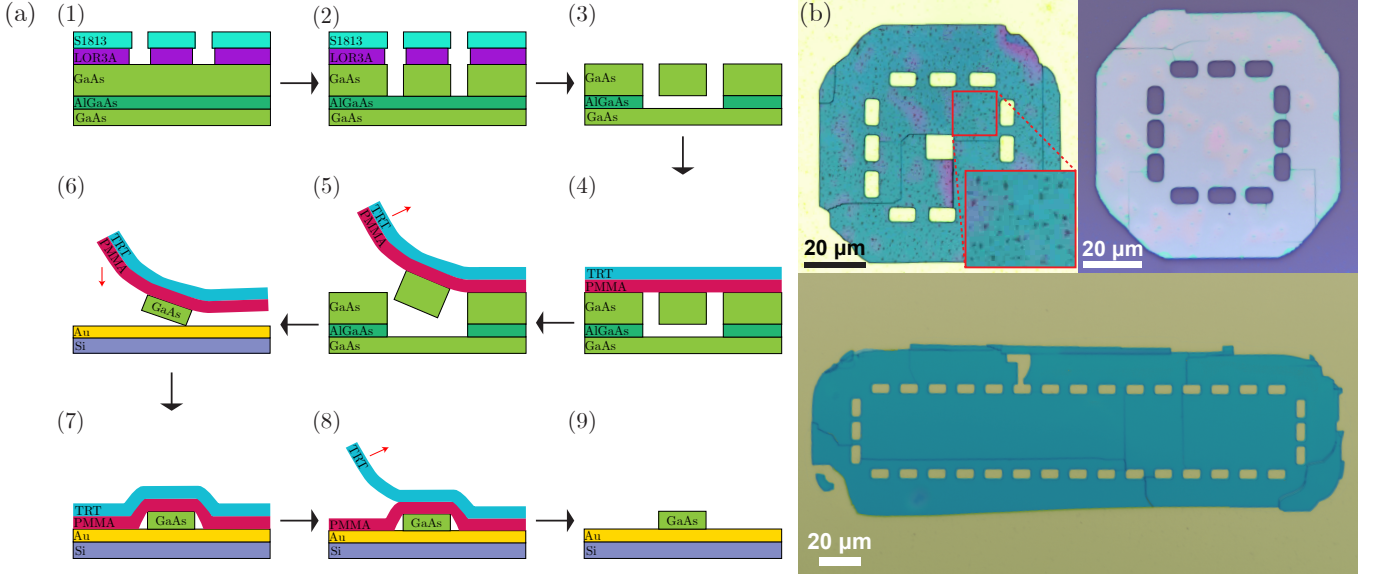 (a)
(1)
(2)
(3)
S1813
LOR3A
GaAs
AlGaAs
GaAs
S1813
LOR3A
GaAs
AlGaAs
GaAs
GaAs
AlGaAs
GaAs
(6)
(5)
(4)
TRT
PMMA
GaAs
Au
Si
TRT
PMMA
GaAs
AlGaAs
GaAs
TRT
PMMA
GaAs
AlGaAs
GaAs
(7)
(8)
(9)
TRT
PMMA
GaAs
Au
Si
TRT
PMMA
GaAs
Au
Si
GaAs
Au
Si
(b)
20 µm
20 µm
20 µm